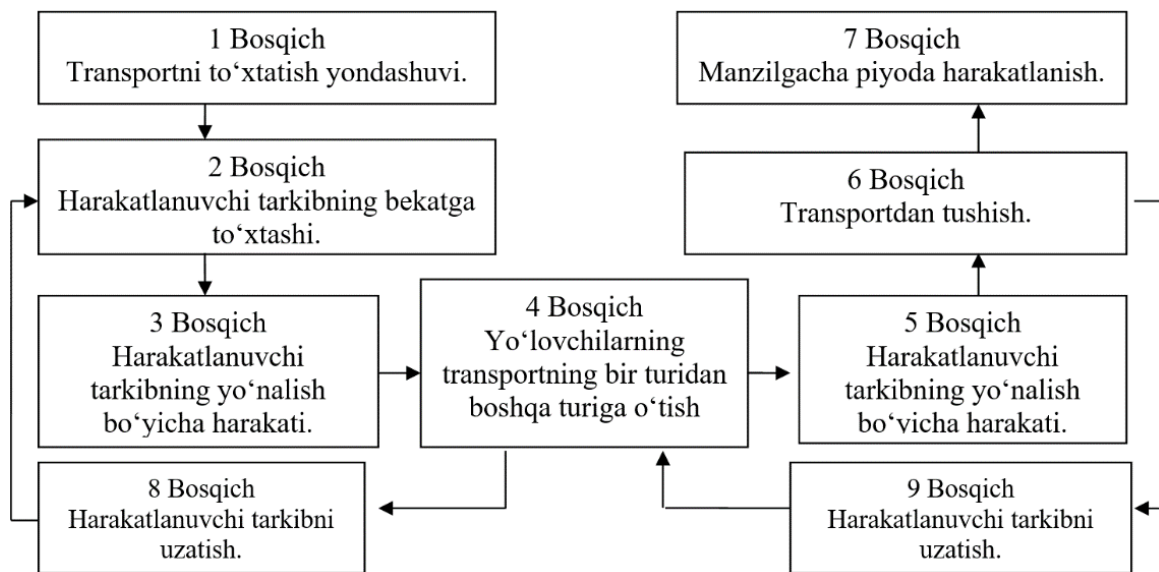 1 Bosqich
Transportni to‘xtatish yondashuvi.
2 Bosqich
Harakatlanuvchi tarkibning bekatga
to‘xtashi.
3 Bosqich
Harakatlanuvchi
tarkibning yo‘nalish
bo‘yicha harakati.
4 Bosqich
Yo‘lovchilarning
transportning bir turidan
boshqa turiga o‘tish
5 Bosqich
Harakatlanuvchi
tarkibning yo‘nalish
bo‘vicha harakati.
6 Bosqich
Transportdan tushish.
7 Bosqich
Manzilgacha piyoda harakatlanish.
8 Bosqich
Harakatlanuvchi tarkibni
uzatish.
9 Bosqich
Harakatlanuvchi tarkibni
uzatish.